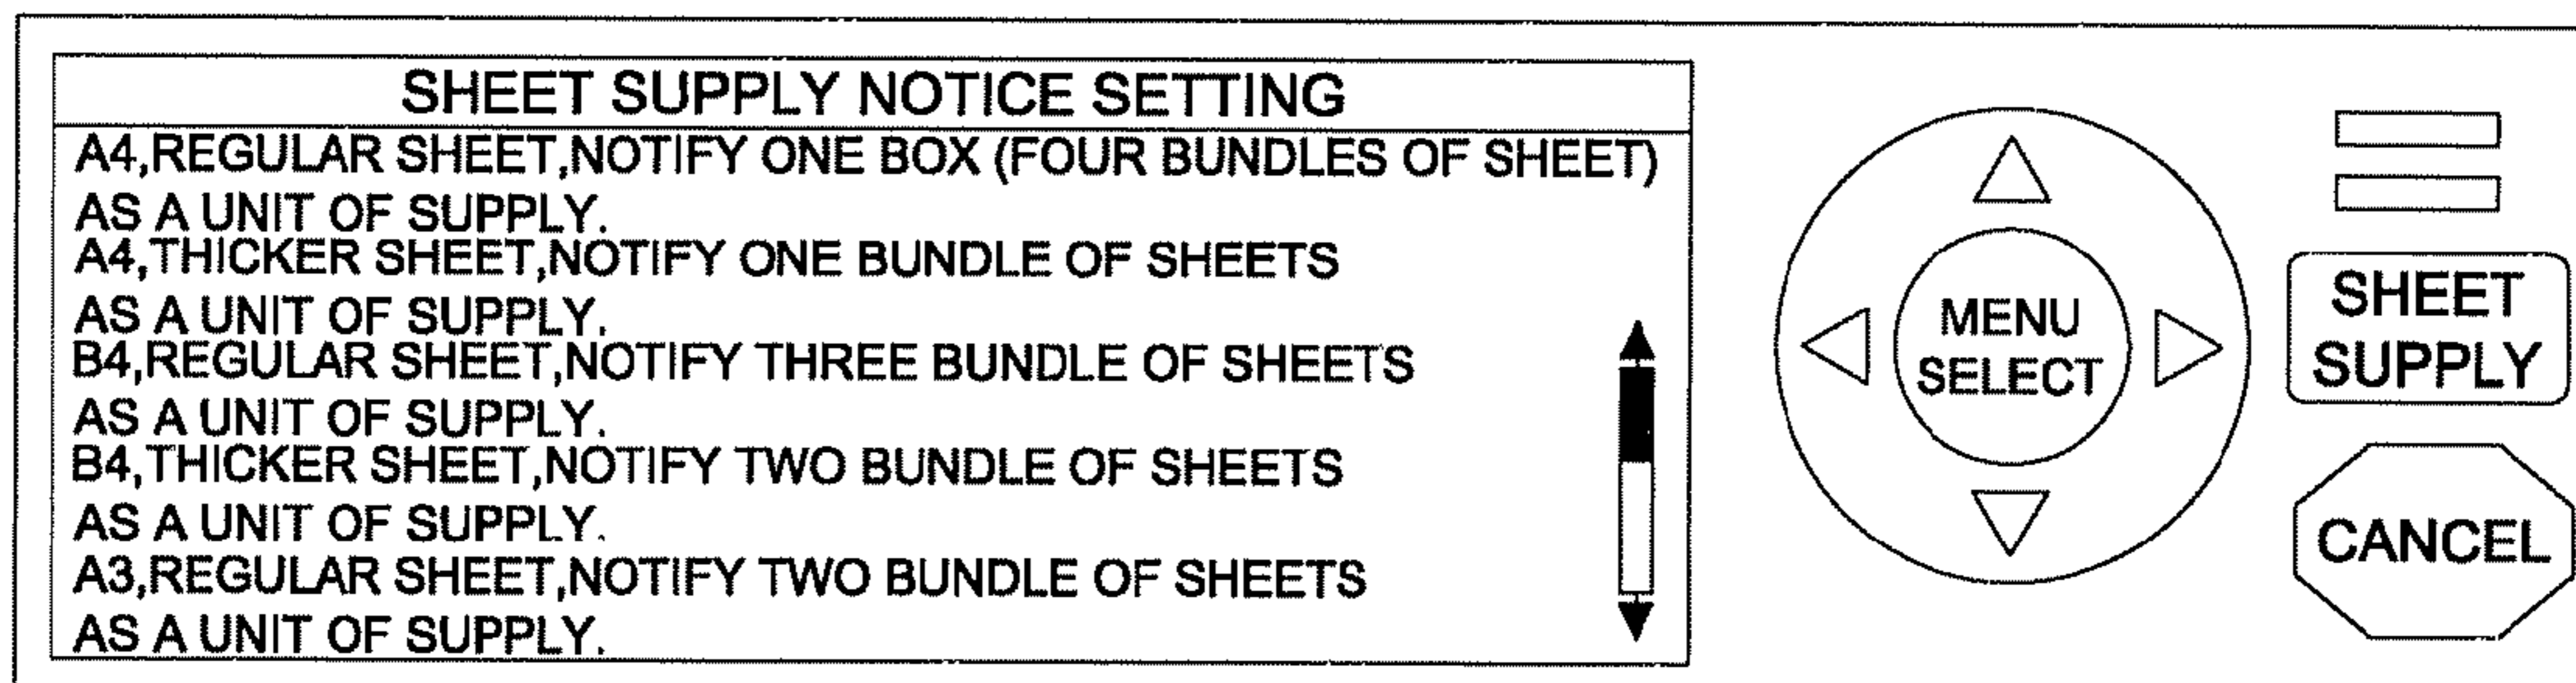 SHEET SUPPLY NOTICE SETTING
A4,REGULAR SHEET,NOTIFY ONE BOX (FOUR BUNDLES OF SHEET)
AS A UNIT OF SUPPLY.
A4,THICKER SHEET,NOTIFY ONE BUNDLE OF SHEETS
AS A UNIT OF SUPPLY.
B4,REGULAR SHEET,NOTIFY THREE BUNDLE OF SHEETS
AS A UNIT OF SUPPLY.
B4,THICKER SHEET,NOTIFY TWO BUNDLE OF SHEETS
AS A UNIT OF SUPPLY.
A3,REGULAR SHEET,NOTIFY TWO BUNDLE OF SHEETS
AS A UNIT OF SUPPLY.
MENU
SELECT
SHEET
SUPPLY
CANCEL